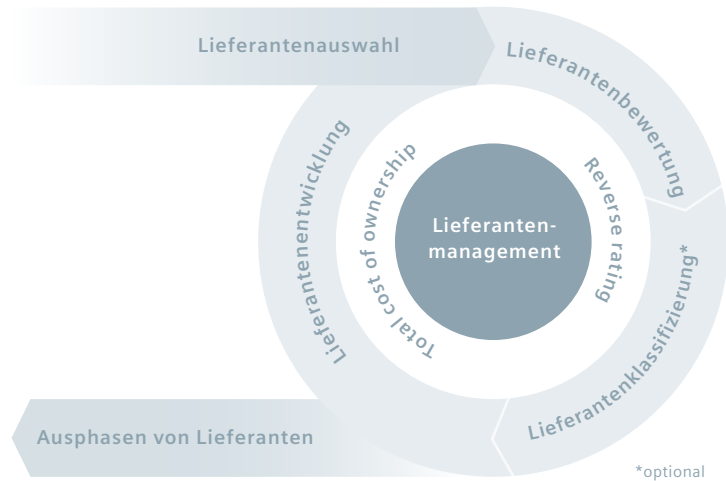 Lieferantenauswahl
Lieferantenbewertung
Lieferantenklassifizierung*
Lieferantenentwicklung
Total cost of ownership
Reverse rating
Lieferanten-
management
Ausphasen von Lieferanten
*optional